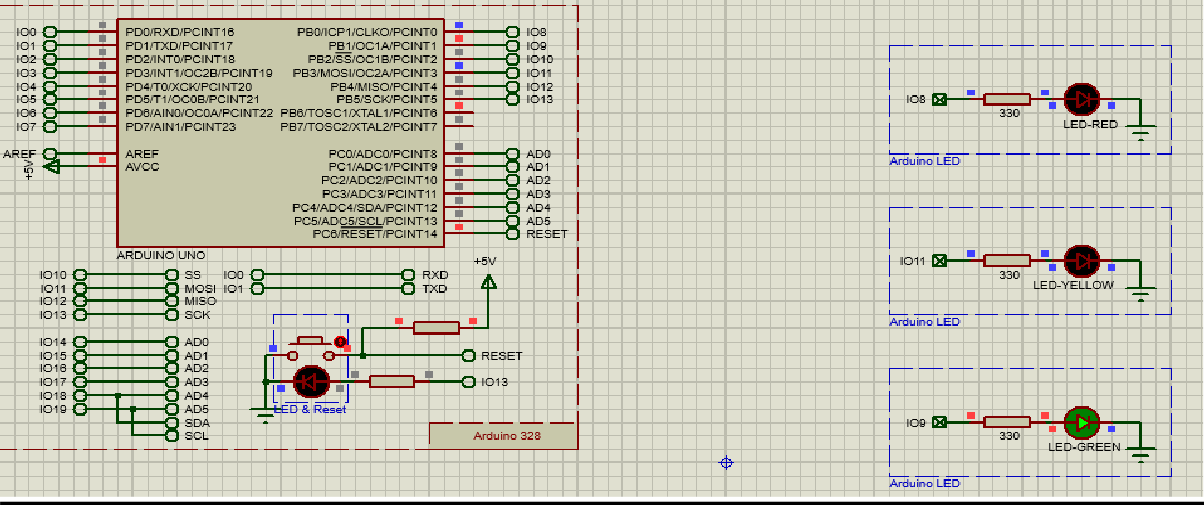 IO0 PD0/RXD/PCINT16 PB0/ICP1/CLKO/PCINT0 IO8
IO1 PD1/TXD/PCINT17 PB1/OC1A/PCINT1 IO9
IO2 PD2/INT0/PCINT18 PB2/SS/OC1B/PCINT2 IO10
IO3 PD3/INT1/OC2B/PCINT19 PB3/MOSI/OC2A/PCINT3 IO11
IO4 PD4/T0/XCK/PCINT20 PB4/MISO/PCINT4 IO12
IO5 PD5/T1/OC0B/PCINT21 PB5/SCK/PCINT5 IO13
IO6 PD6/AIN0/OC0A/PCINT22 PB6/TOSC1/XTAL1/PCINT6
IO7 PD7/AIN1/PCINT23 PB7/TOSC2/XTAL2/PCINT7
AREF AREF PC0/ADC0/PCINT8 AD0
+5V AVCC PC1/ADC1/PCINT9 AD1
PC2/ADC2/PCINT10 AD2
PC3/ADC3/PCINT11 AD3
PC4/ADC4/SDA/PCINT12 AD4
PC5/ADC5/SCL/PCINT13 AD5
PC6/RESET/PCINT14 RESET
ARDUINO UNO
IO10 SS IO0 RXD
IO11 MOSI IO1 TXD
IO12 MISO
IO13 SCK
+5V
IO14 AD0
IO15 AD1
IO16 AD2
IO17 AD3
IO18 AD4
IO19 AD5
SDA
SCL
RESET
IO13
LED & Reset
Arduino 328
IO8
330
LED-RED
Arduino LED
IO11
330
LED-YELLOW
Arduino LED
IO9
330
LED-GREEN
Arduino LED